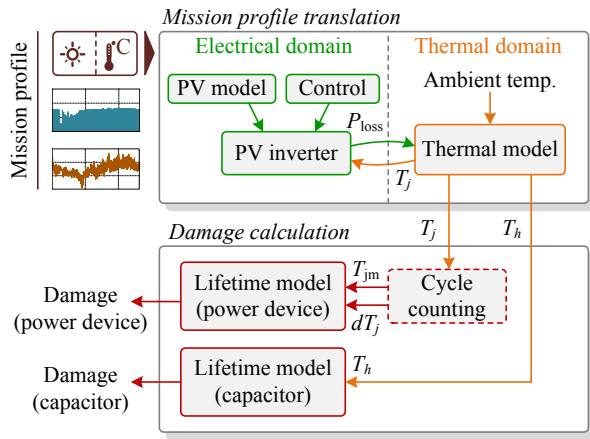 Mission profile translation
Mission profile
°C
Electrical domain
Thermal domain
PV model
Control
Ambient temp.
PV inverter
P_loss
T_j
Thermal model
T_j
T_h
Damage calculation
Lifetime model
(power device)
T_jm
dT_j
Cycle
counting
Damage
(power device)
Lifetime model
(capacitor)
T_h
Damage
(capacitor)